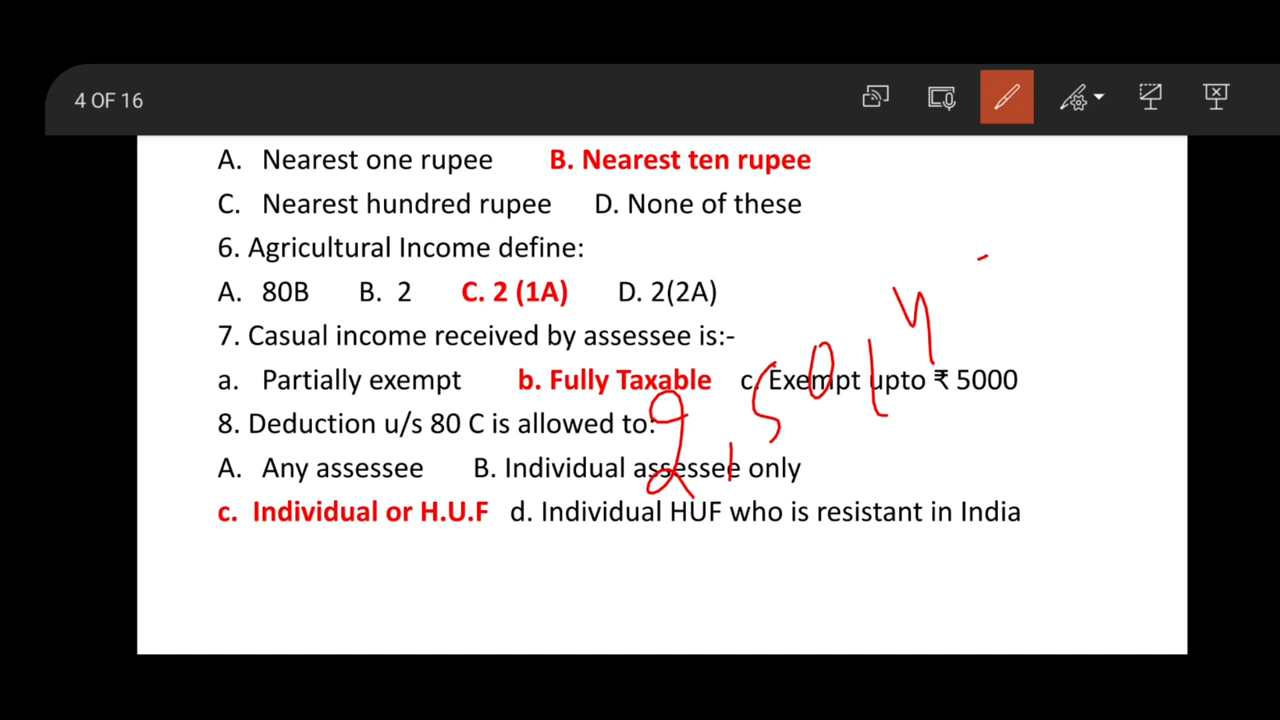 4 OF 16
A. Nearest one rupee B. Nearest ten rupee
C. Nearest hundred rupee D. None of these
6. Agricultural Income define:
A. 80B B. 2 C. 2 (1A) D. 2(2A)
7. Casual income received by assessee is:-
a. Partially exempt b. Fully Taxable c. Exempt upto ₹ 5000
8. Deduction u/s 80 C is allowed to:
A. Any assessee B. Individual assessee only
c. Individual or H.U.F d. Individual HUF who is resistant in India